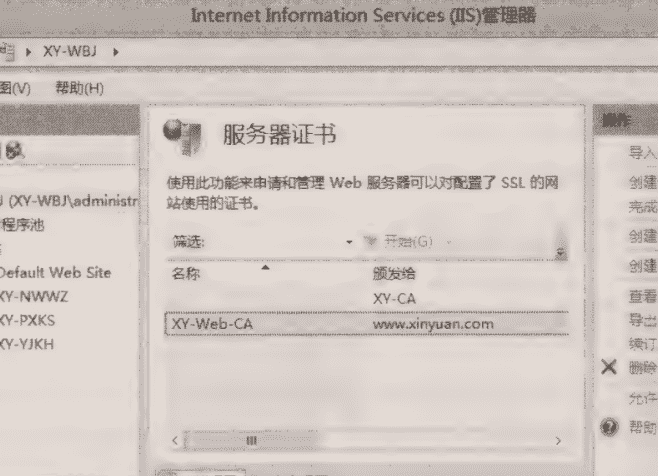 Internet Information Services (IIS)管理器
XY-WBJ
图(V) 帮助(H)
服务器证书
使用此功能来申请和管理 Web 服务器可以对配置了 SSL 的网
站使用的证书。
筛选: 开始(G)
名称 颁发给
XY-CA
XY-Web-CA www.xinyuan.com
J (XY-WBJ\administr
程序池
Default Web Site
XY-NWWZ
XY-PXKS
XY-YJKH
操作
导入
创建
完成
创建
创建
查看
导出
续订
删除
允许
帮助